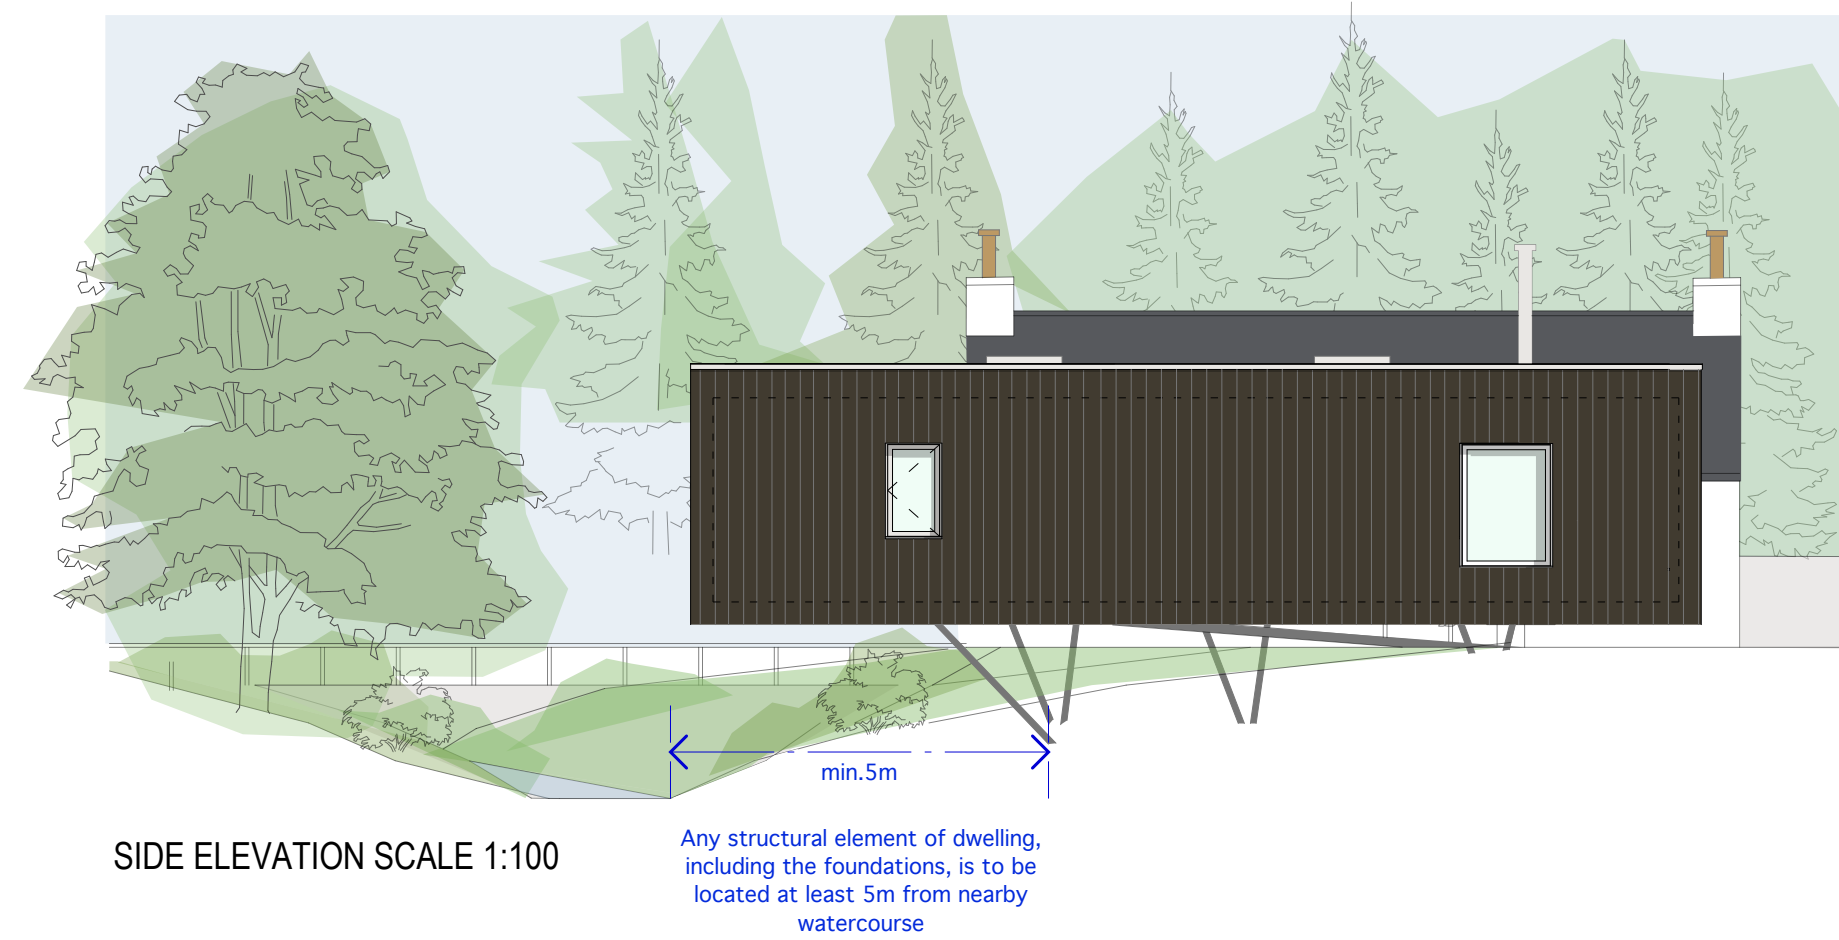 min.5m
SIDE ELEVATION SCALE 1:100
Any structural element of dwelling,
including the foundations, is to be
located at least 5m from nearby
watercourse